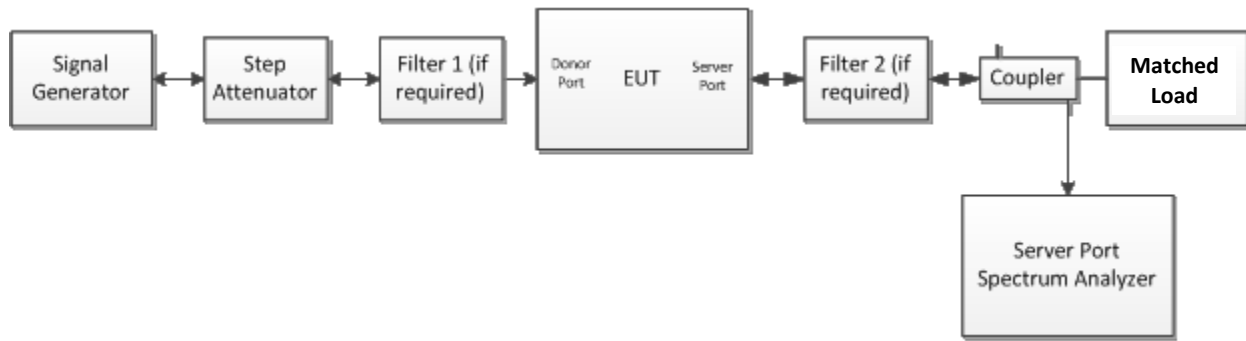 Signal
Generator
Step
Attenuator
Filter 1 (if
required)
Donor
Port
EUT
Server
Port
Filter 2 (if
required)
Coupler
Matched
Load
Server Port
Spectrum Analyzer